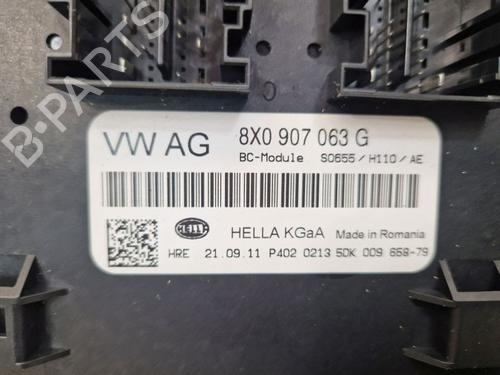 B-PARTS
VW AG 8X0 907 063 G
BC-Module S0655/H110/AE
HELLA
HELLA KGaA Made in Romania
HRE 21.09.11 P402 0213 5DK 009 658-79